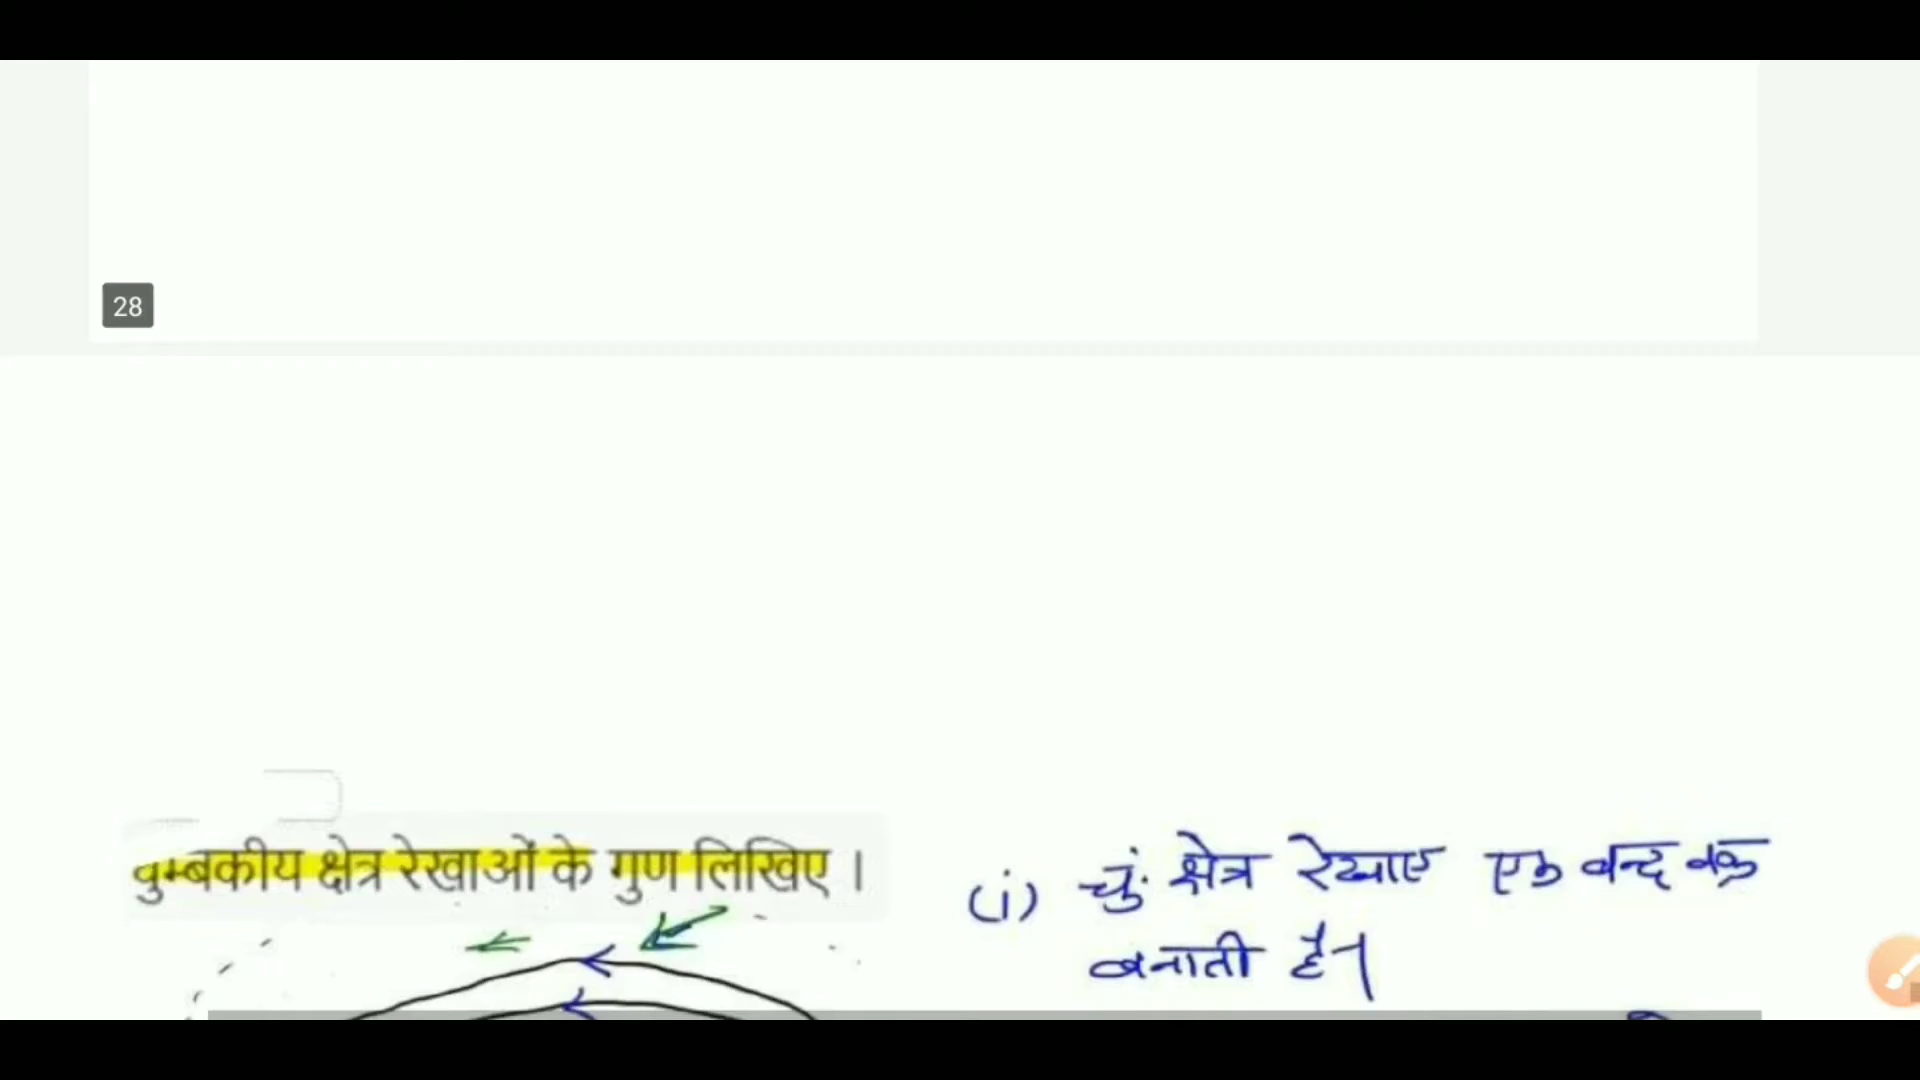 28
चुम्बकीय क्षेत्र रेखाओं के गुण लिखिए ।
(i) चुं. क्षेत्र रेखाए एक बन्द वक्र
बनाती है।